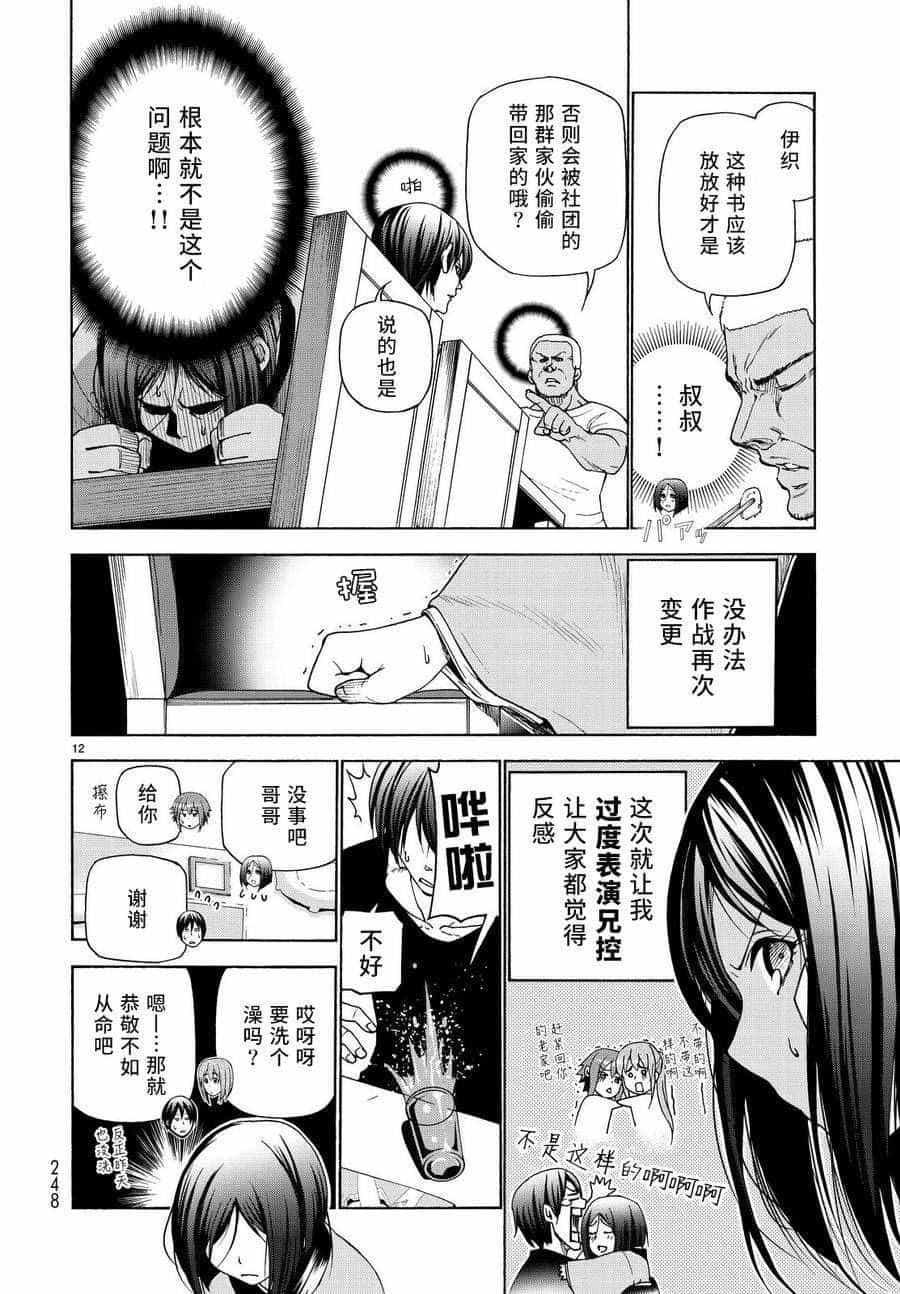 伊织
这种书应该
放放好才是
叔叔
……！
パアッ
否则会被社团的
那群家伙偷偷
带回家的哦？
啪
说的也是
根本就不是这个
问题啊…！！
没办法
作战再次
变更
握
12
这次就让我
过度表演兄控
让大家都觉得
反感
不带的啊
不带这
样的啊
赶紧回你
的老家吧
不是这样的啊啊啊啊
哗啦
不好
没事吧
哥哥
给你
擦布
谢谢
哎呀呀
要洗个
澡吗？
嗯—…那就
恭敬不如
从命吧
反正昨天
也没洗
248